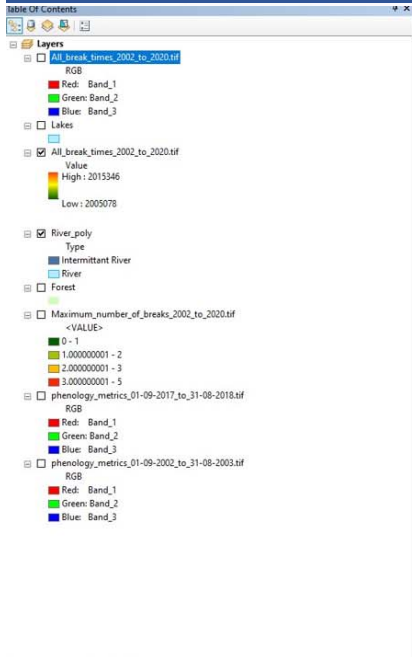 Table Of Contents
Layers
All_break_times_2002_to_2020.tif
RGB
Red: Band_1
Green: Band_2
Blue: Band_3
Lakes
All_break_times_2002_to_2020.tif
Value
High : 2015346
Low : 2005078
River_poly
Type
Intermittant River
River
Forest
Maximum_number_of_breaks_2002_to_2020.tif
<VALUE>
0 - 1
1.000000001 - 2
2.000000001 - 3
3.000000001 - 5
phenology_metrics_01-09-2017_to_31-08-2018.tif
RGB
Red: Band_1
Green: Band_2
Blue: Band_3
phenology_metrics_01-09-2002_to_31-08-2003.tif
RGB
Red: Band_1
Green: Band_2
Blue: Band_3